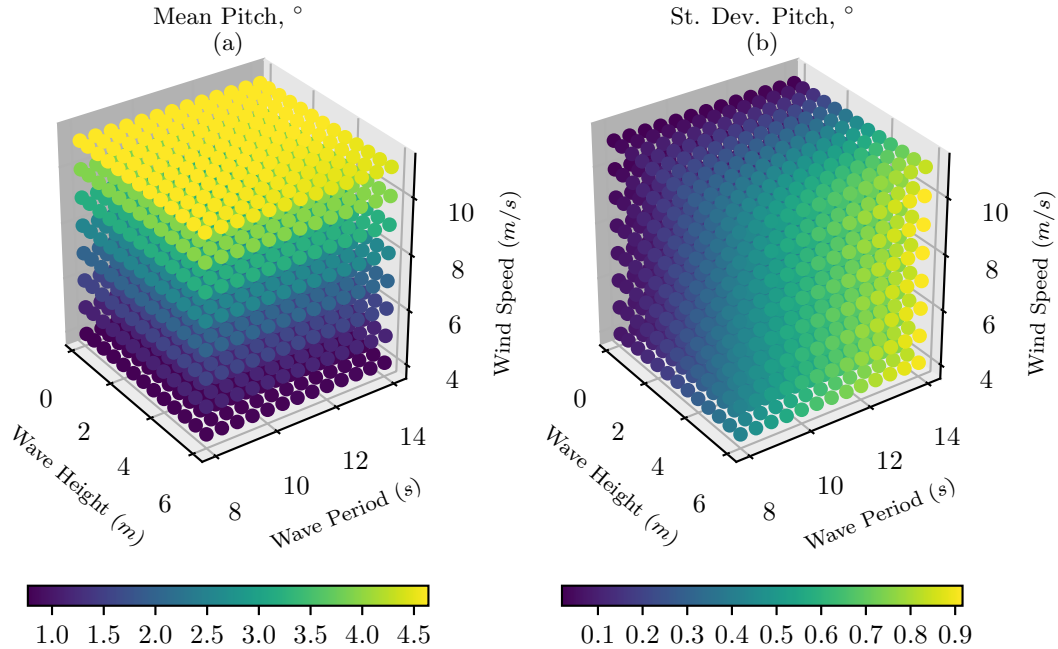 Mean Pitch, °
(a)
10
8
6
4
Wind Speed (m/s)
0
2
4
6
Wave Height (m)
8
10
12
14
Wave Period (s)
1.0 1.5 2.0 2.5 3.0 3.5 4.0 4.5
St. Dev. Pitch, °
(b)
10
8
6
4
Wind Speed (m/s)
0
2
4
6
Wave Height (m)
8
10
12
14
Wave Period (s)
0.1 0.2 0.3 0.4 0.5 0.6 0.7 0.8 0.9